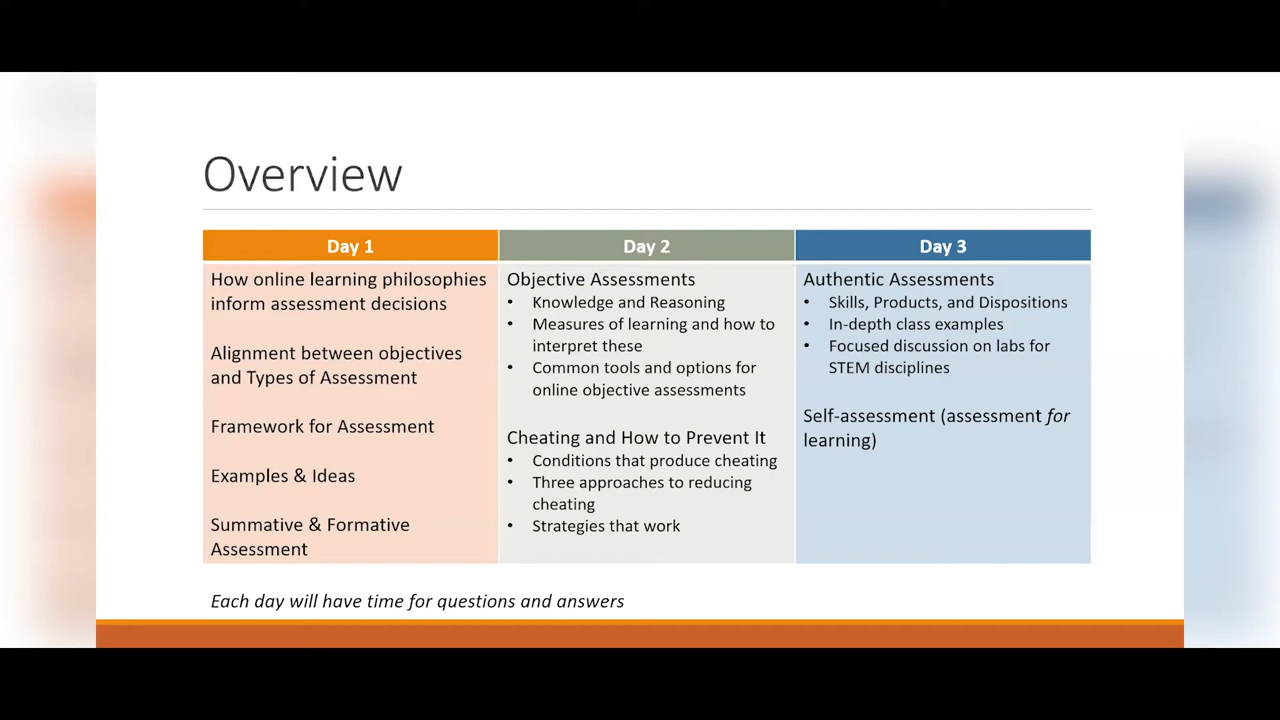 Overview
Day 1
Day 2
Day 3
How online learning philosophies
inform assessment decisions
Alignment between objectives
and Types of Assessment
Framework for Assessment
Examples & Ideas
Summative & Formative
Assessment
Objective Assessments
• Knowledge and Reasoning
• Measures of learning and how to
interpret these
• Common tools and options for
online objective assessments
Cheating and How to Prevent It
• Conditions that produce cheating
• Three approaches to reducing
cheating
• Strategies that work
Authentic Assessments
• Skills, Products, and Dispositions
• In-depth class examples
• Focused discussion on labs for
STEM disciplines
Self-assessment (assessment for
learning)
Each day will have time for questions and answers